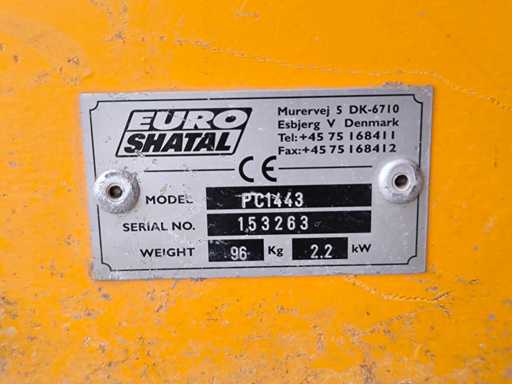 EURO
SHATAL
Murervej 5 DK-6710
Esbjerg V Denmark
Tel:+45 75 168411
Fax:+45 75 168412
CE
MODEL PC1443
SERIAL NO. 153263
WEIGHT 96 Kg 2.2 kW